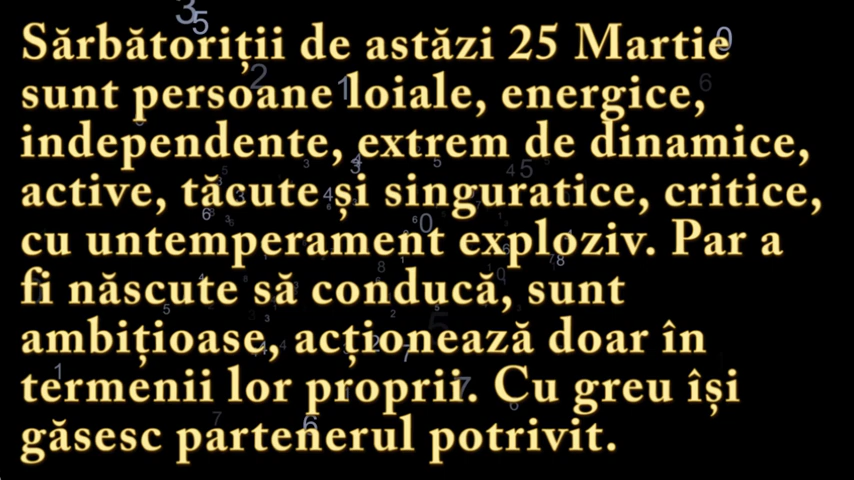 Sărbătoriții de astăzi 25 Martie
sunt persoane loiale, energice,
independente, extrem de dinamice,
active, tăcute și singuratice, critice,
cu untemperament exploziv. Par a
fi născute să conducă, sunt
ambițioase, acționează doar în
termenii lor proprii. Cu greu își
găsesc partenerul potrivit.